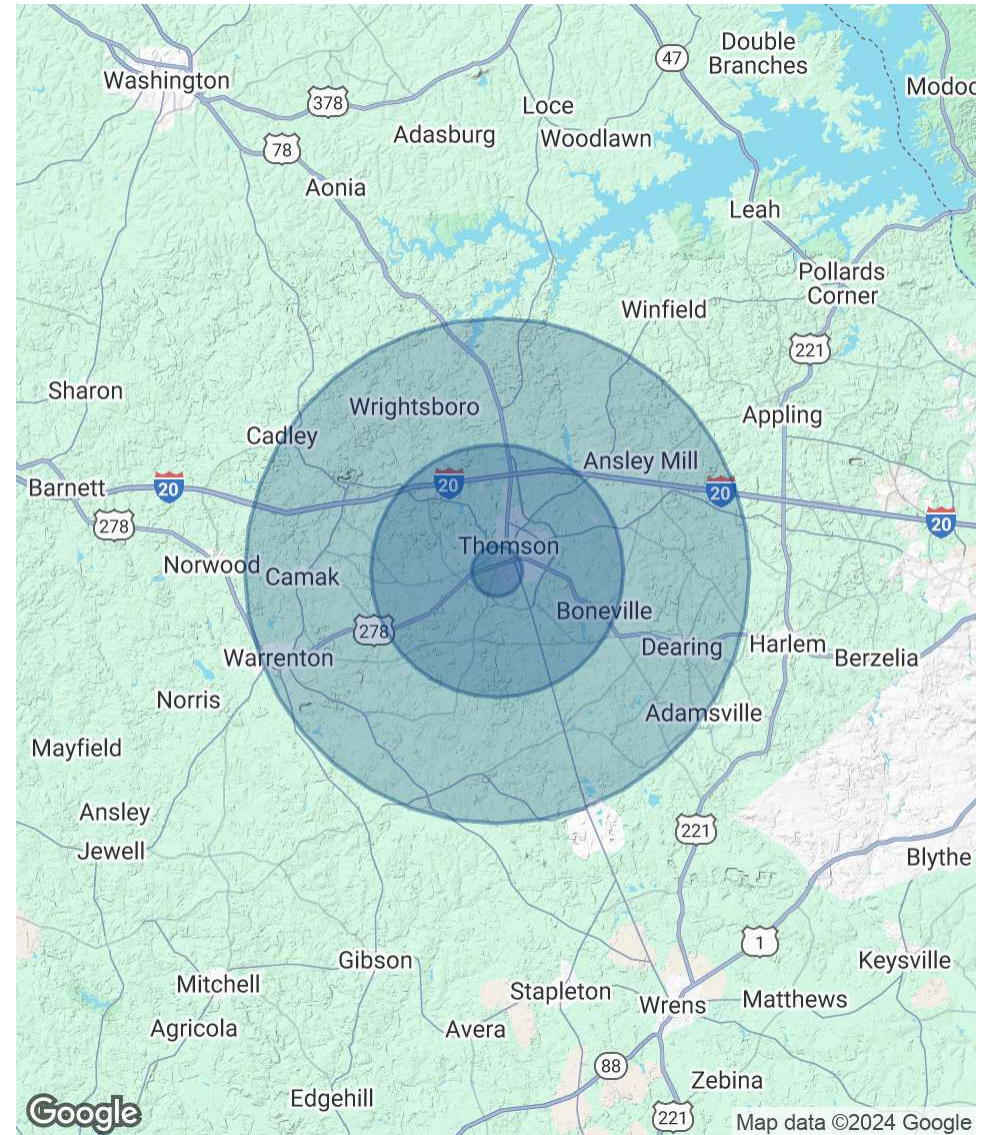 Double
Branches
47
Washington
Modoc
378
Loce
Adasburg
Woodlawn
78
Aonia
Leah
Pollards
Corner
Winfield
221
Sharon
Wrightsboro
Appling
Cadley
Ansley Mill
Barnett
20
20
20
20
278
Thomson
Norwood
Camak
Boneville
278
Dearing
Harlem
Warrenton
Berzelia
Norris
Adamsville
Mayfield
Ansley
221
Jewell
Blythe
1
Gibson
Keysville
Mitchell
Stapleton
Matthews
Wrens
Agricola
Avera
88
Zebina
Edgehill
Google
221
Map data ©2024 Google